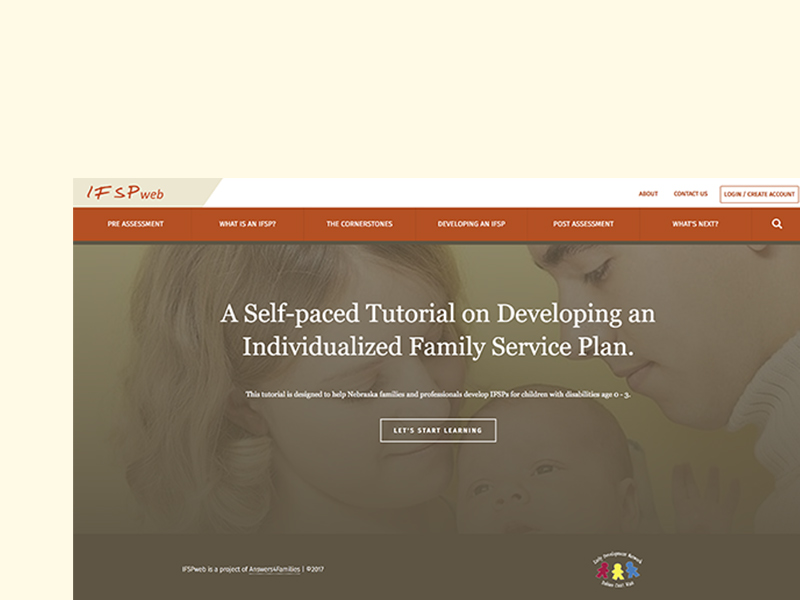 IFSPweb
ABOUT CONTACT US LOGIN / CREATE ACCOUNT
PRE ASSESSMENT WHAT IS AN IFSP? THE CORNERSTONES DEVELOPING AN IFSP POST ASSESSMENT WHAT'S NEXT?
A Self-paced Tutorial on Developing an
Individualized Family Service Plan.
This tutorial is designed to help Nebraska families and professionals develop IFSPs for children with disabilities age 0 - 3.
LET'S START LEARNING
Early Development Network
IFSPweb is a project of Answers4Families | ©2017